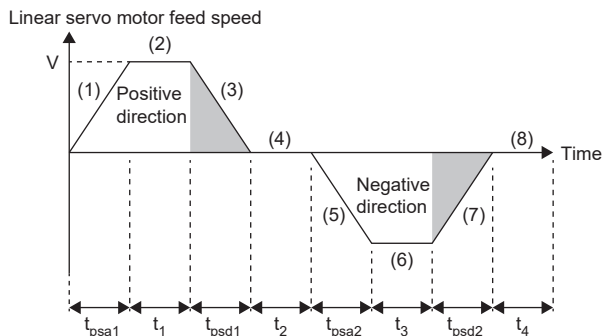 Linear servo motor feed speed
(2)
V
(1)
Positive
direction
(3)
(4)
(8)
Time
Negative
direction
(5)
(7)
(6)
tpsa1
t1
tpsd1
t2
tpsa2
t3
tpsd2
t4